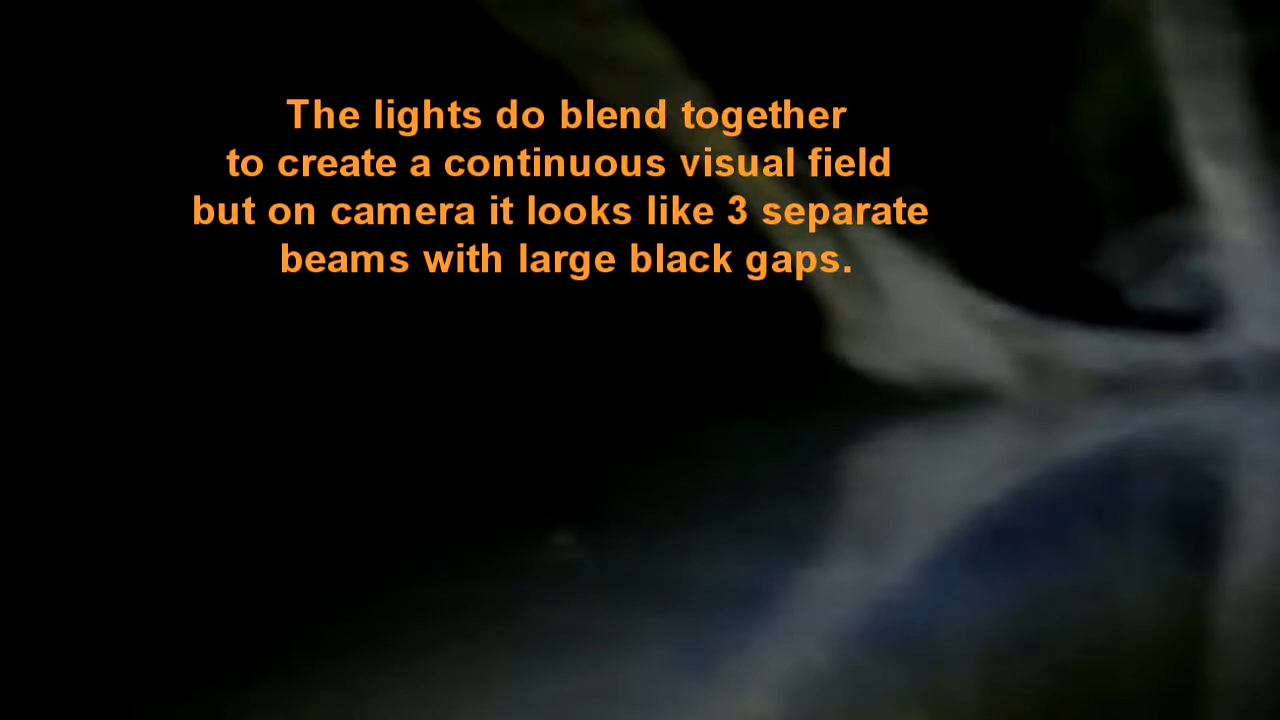 The lights do blend together
to create a continuous visual field
but on camera it looks like 3 separate
beams with large black gaps.